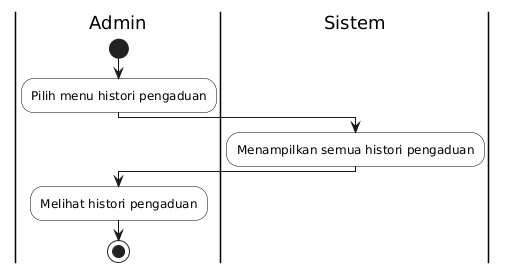 Admin
Sistem
Pilih menu histori pengaduan
Menampilkan semua histori pengaduan
Melihat histori pengaduan